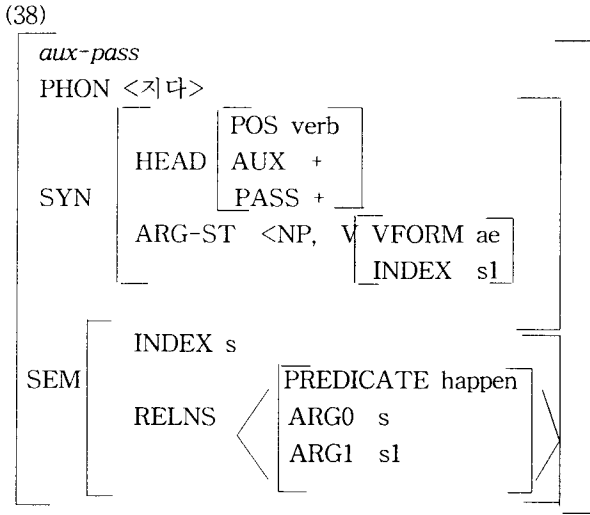 (38)
aux-pass
PHON <지다>
POS verb
HEAD AUX +
PASS +
SYN
ARG-ST <NP, V VFORM ae
INDEX s1
INDEX s
SEM
PREDICATE happen
RELNS ARG0 s
ARG1 s1